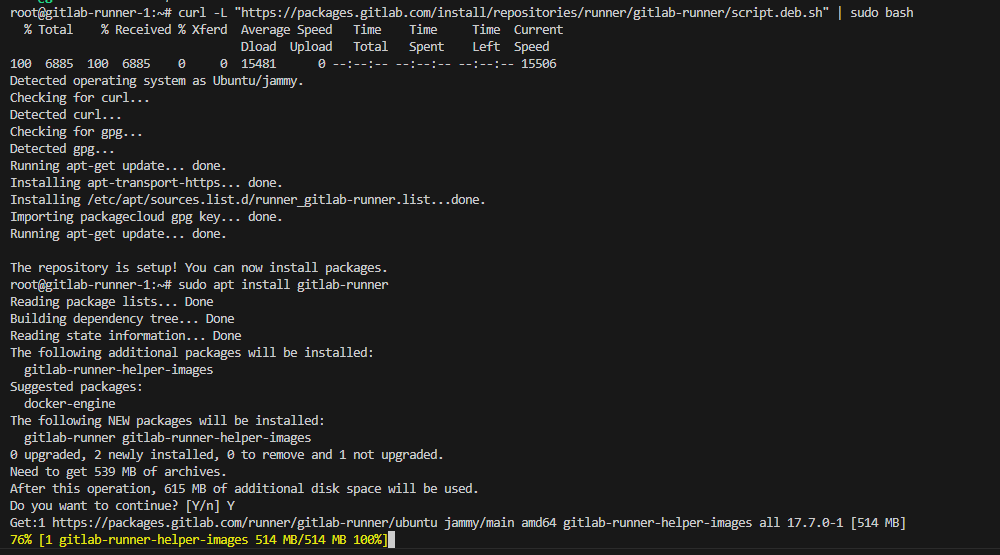 root@gitlab-runner-1:~# curl -L "https://packages.gitlab.com/install/repositories/runner/gitlab-runner/script.deb.sh" | sudo bash
  % Total    % Received % Xferd  Average Speed   Time    Time     Time  Current
                                 Dload  Upload   Total   Spent    Left  Speed
100  6885  100  6885    0     0  15481      0 --:--:-- --:--:-- --:--:-- 15506
Detected operating system as Ubuntu/jammy.
Checking for curl...
Detected curl...
Checking for gpg...
Detected gpg...
Running apt-get update... done.
Installing apt-transport-https... done.
Installing /etc/apt/sources.list.d/runner_gitlab-runner.list...done.
Importing packagecloud gpg key... done.
Running apt-get update... done.

The repository is setup! You can now install packages.
root@gitlab-runner-1:~# sudo apt install gitlab-runner
Reading package lists... Done
Building dependency tree... Done
Reading state information... Done
The following additional packages will be installed:
  gitlab-runner-helper-images
Suggested packages:
  docker-engine
The following NEW packages will be installed:
  gitlab-runner gitlab-runner-helper-images
0 upgraded, 2 newly installed, 0 to remove and 1 not upgraded.
Need to get 539 MB of archives.
After this operation, 615 MB of additional disk space will be used.
Do you want to continue? [Y/n] Y
Get:1 https://packages.gitlab.com/runner/gitlab-runner/ubuntu jammy/main amd64 gitlab-runner-helper-images all 17.7.0-1 [514 MB]
76% [1 gitlab-runner-helper-images 514 MB/514 MB 100%]